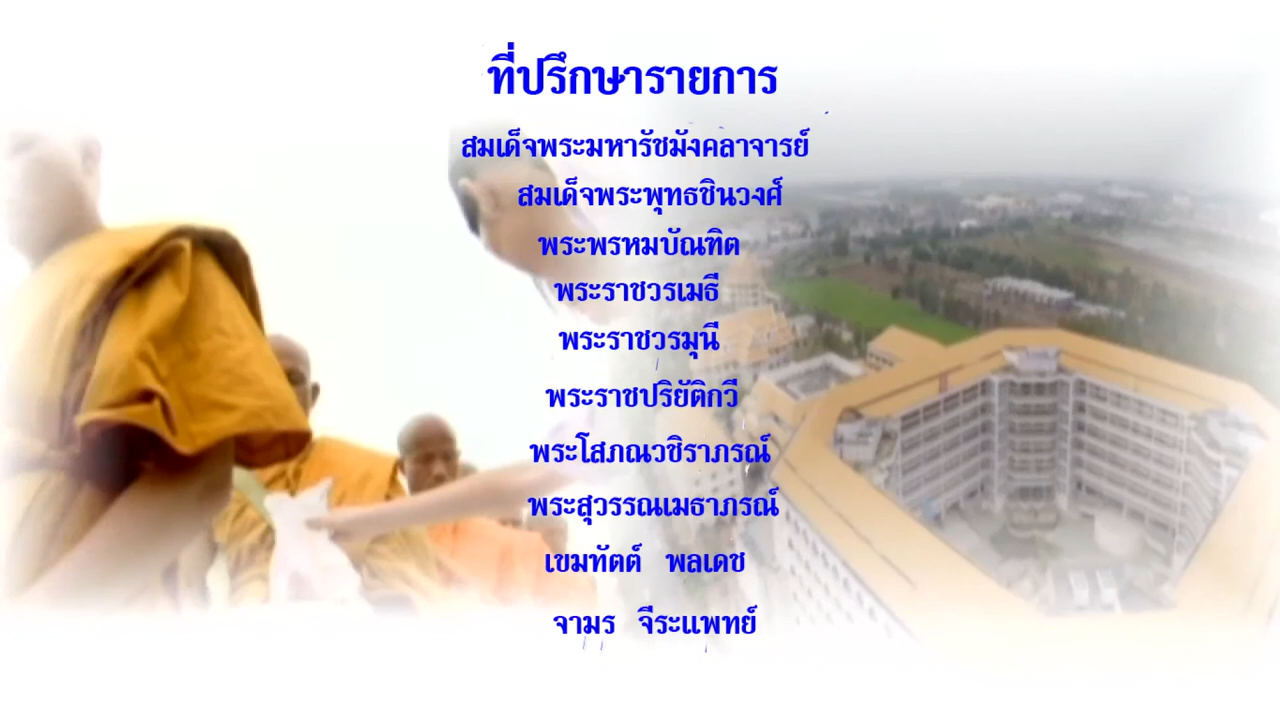 ที่ปรึกษารายการ
สมเด็จพระมหารัชมังคลาจารย์
สมเด็จพระพุทธชินวงศ์
พระพรหมบัณฑิต
พระราชวรเมธี
พระราชวรมุนี
พระราชปริยัติกวี
พระโสภณวชิราภรณ์
พระสุวรรณเมธาภรณ์
เขมทัตต์ พลเดช
จามร จีระแพทย์